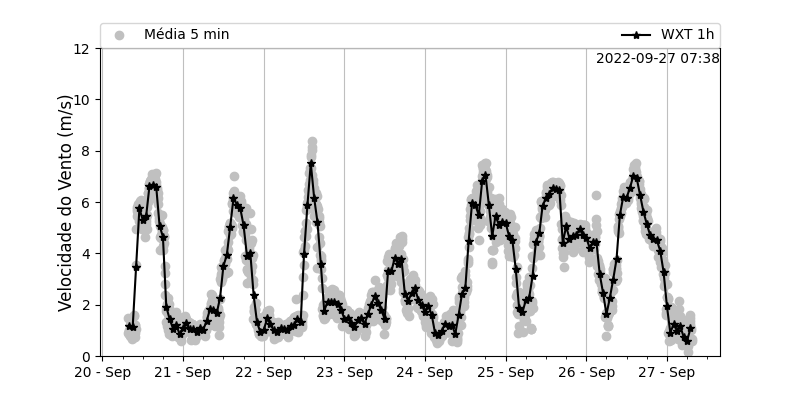 Média 5 min
WXT 1h
2022-09-27 07:38
Velocidade do Vento (m/s)
12
10
8
6
4
2
0
20 - Sep
21 - Sep
22 - Sep
23 - Sep
24 - Sep
25 - Sep
26 - Sep
27 - Sep